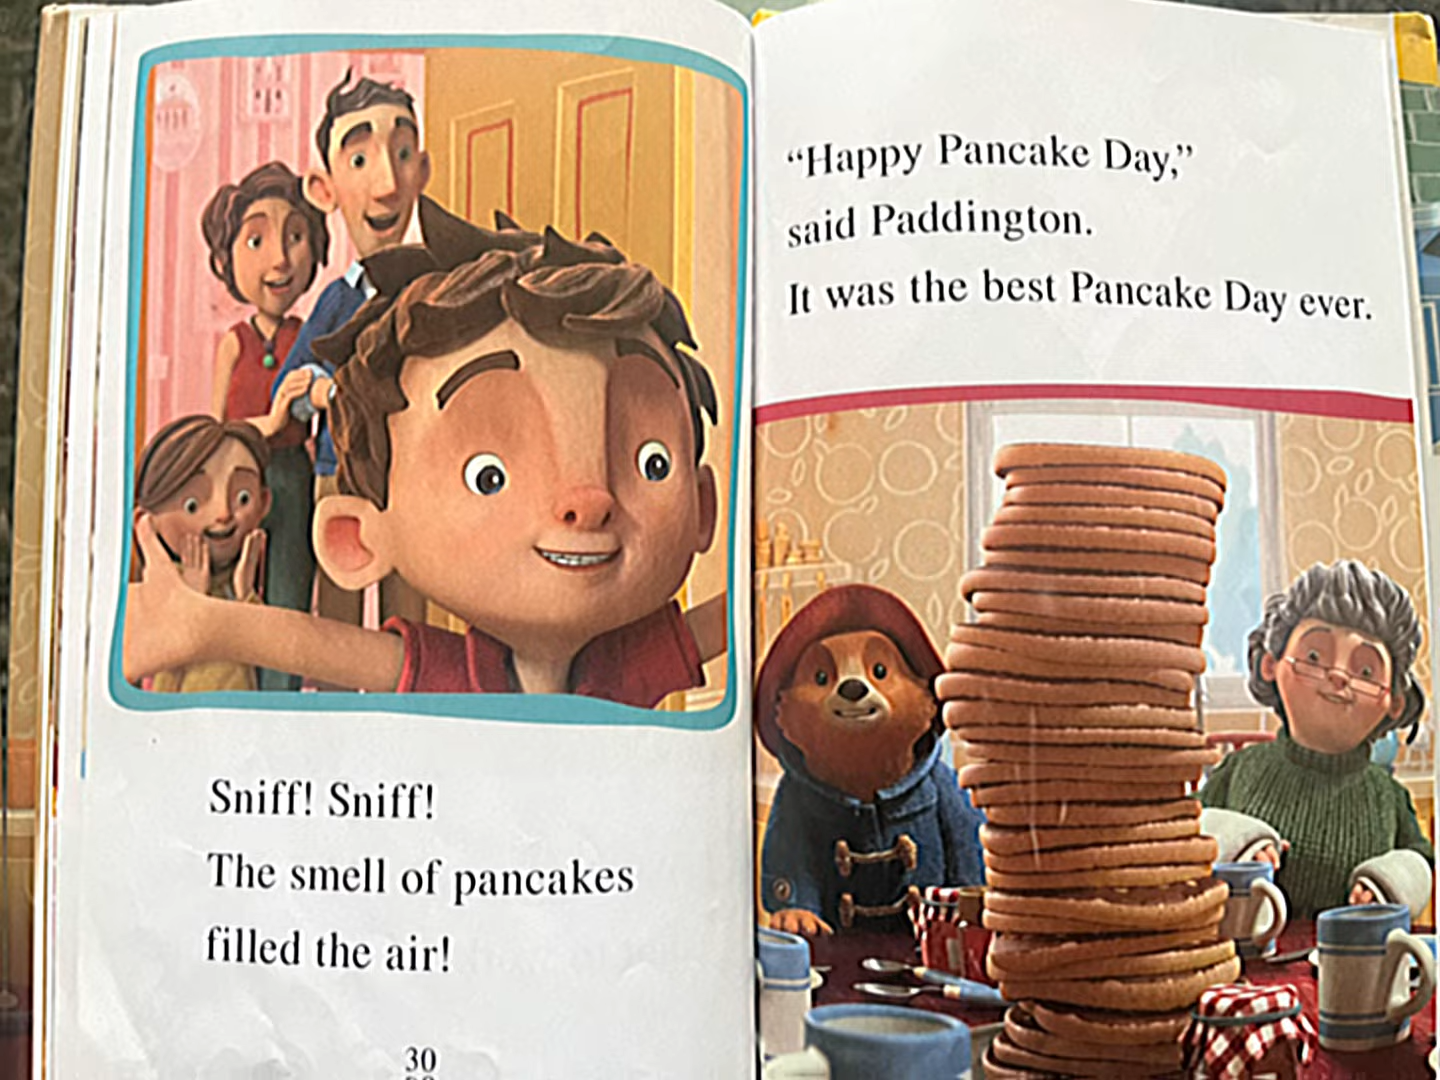 Sniff! Sniff!
The smell of pancakes
filled the air!
30
“Happy Pancake Day,”
said Paddington.
It was the best Pancake Day ever.